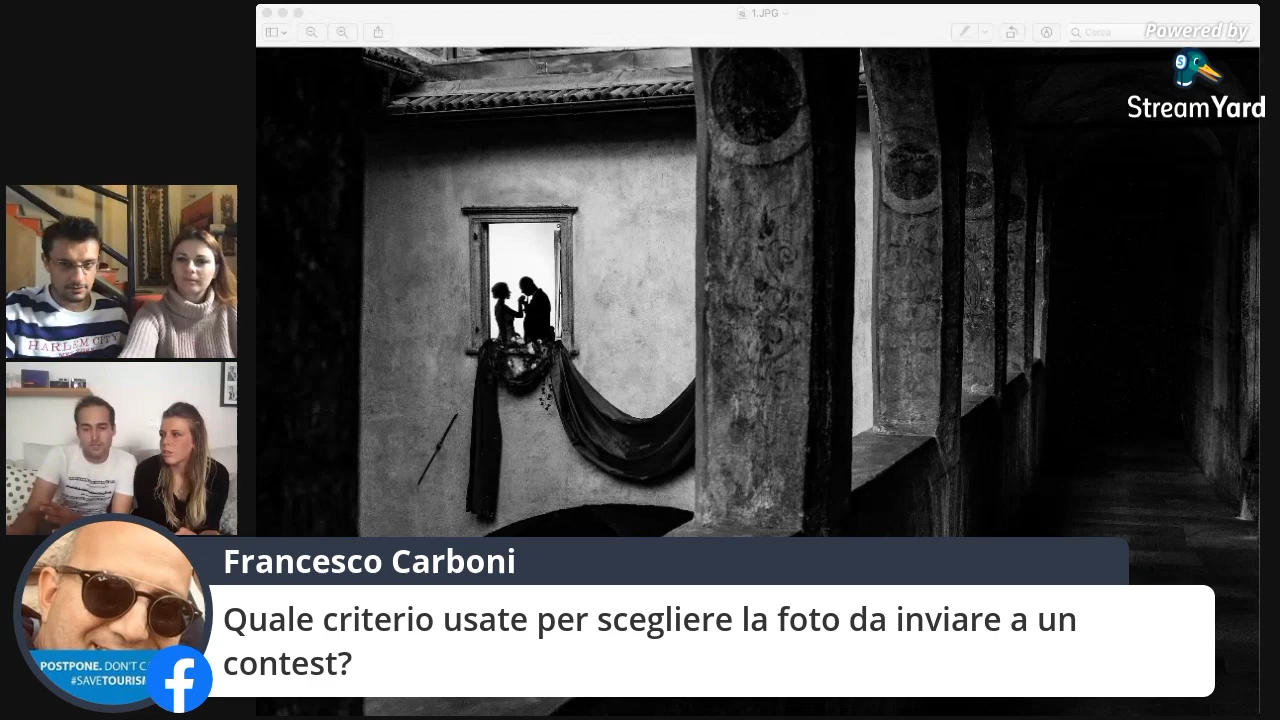 1.JPG
Cerca
Powered by
StreamYard
HARLEM CITY
Francesco Carboni
Quale criterio usate per scegliere la foto da inviare a un
contest?
POSTPONE. DON'T
#SAVETOURISM